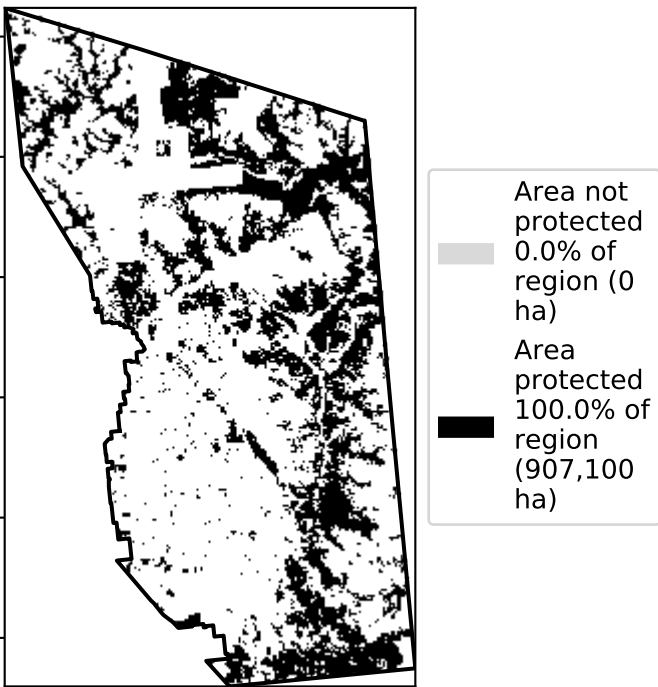 Area not
protected
0.0% of
region (0
ha)
Area
protected
100.0% of
region
(907,100
ha)